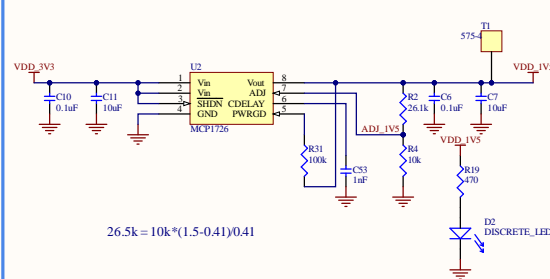 T1
575-4
VDD_3V3
U2
VDD_1V5
1 Vin Vout 8
2 Vin ADJ 7
3 SHDN CDELAY 6
4 GND PWRGD 5
MCP1726
C10
0.1uF
C11
10uF
R2
26.1k
C6
0.1uF
C7
10uF
ADJ_1V5
VDD_1V5
R31
100k
C53
1nF
R4
10k
R19
470
26.5k = 10k*(1.5-0.41)/0.41
D2
DISCRETE_LED